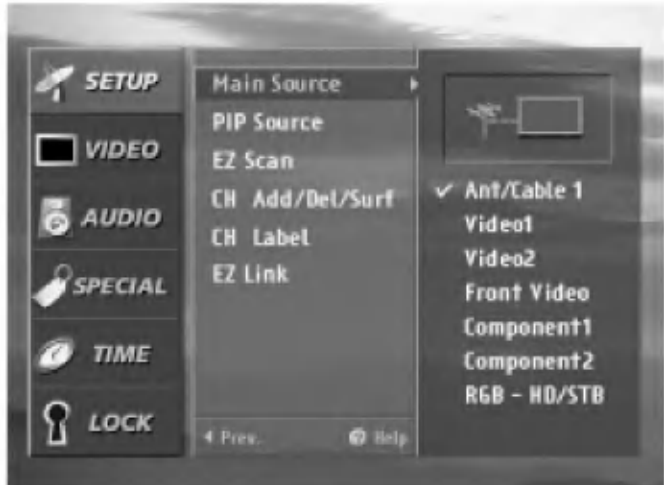 SETUP
VIDEO
AUDIO
SPECIAL
TIME
LOCK
Main Source
PIP Source
EZ Scan
CH Add/Del/Surf
CH Label
EZ Link
Prev.
Help
Ant/Cable 1
Video1
Video2
Front Video
Component1
Component2
RGB - HD/STB